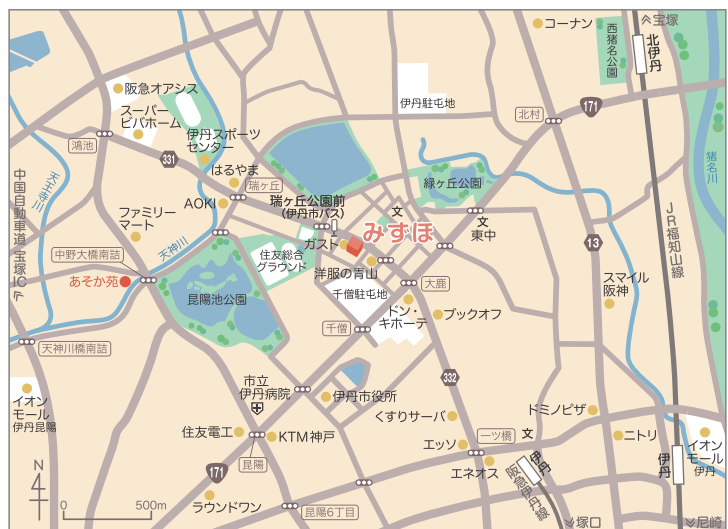 コーナン
宝塚
西猪名公園
北伊丹
猪名川
阪急オアシス
スーパー
ビバホーム
伊丹スポーツ
センター
伊丹駐屯地
171
北村
鴻池
331
はるやま
瑞ヶ丘
緑ヶ丘公園
天王寺川
中国自動車道 宝塚IC
AOKI
瑞ヶ丘公園前
(伊丹市バス)
文
文
東中
みずほ
ファミリー
マート
天神川
ガスト
住友総合
グラウンド
洋服の青山
JR福知山線
13
中野大橋南詰
あそか苑
昆陽池公園
千僧駐屯地
大鹿
スマイル
阪神
ドン・
キホーテ
ブックオフ
千僧
天神川橋南詰
332
イオン
モール
伊丹昆陽
市立
伊丹病院
伊丹市役所
くすりサーバ
ドミノピザ
住友電工
KTM神戸
昆陽
エッソ
一ツ橋
文
ニトリ
イオン
モール
伊丹
171
エネオス
伊丹
阪急伊丹線
伊丹
N
0
500m
ラウンドワン
昆陽6丁目
塚口
尼崎